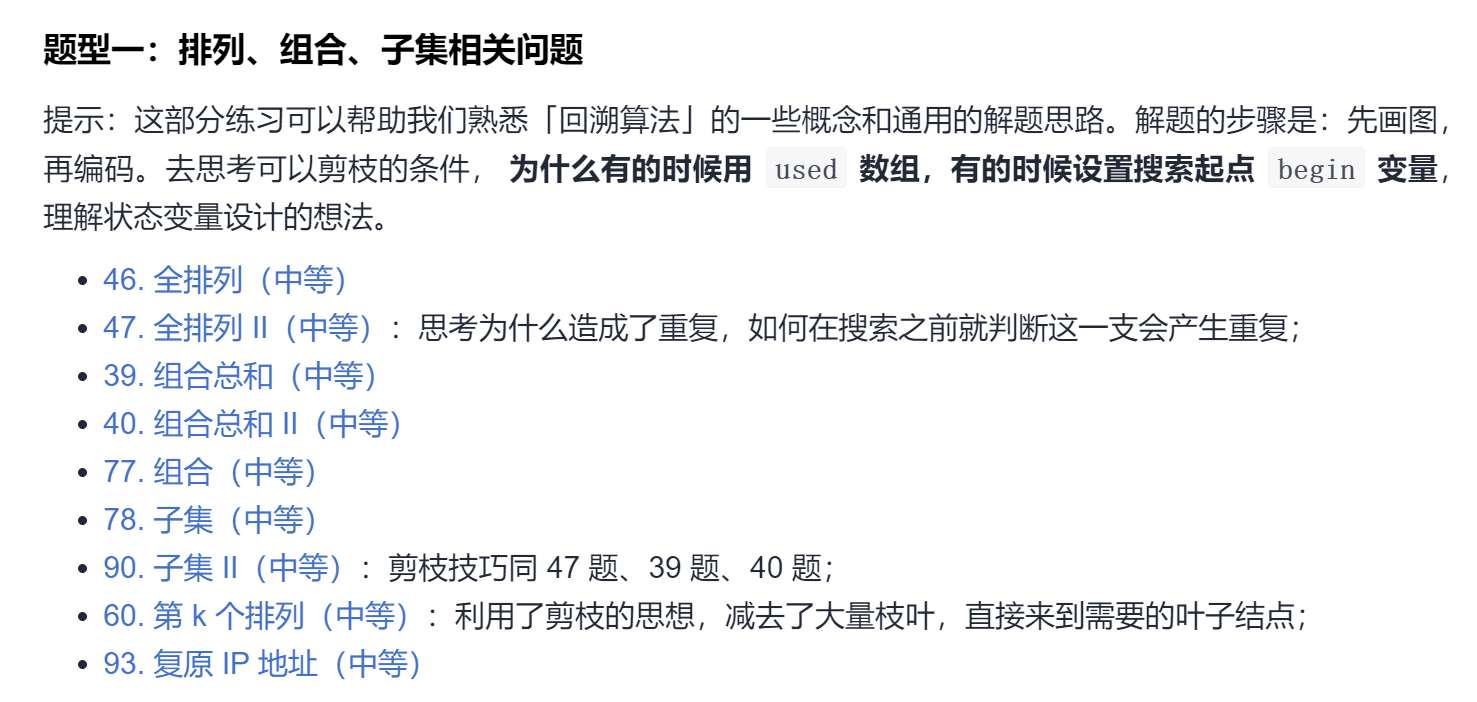 题型一：排列、组合、子集相关问题
提示：这部分练习可以帮助我们熟悉「回溯算法」的一些概念和通用的解题思路。解题的步骤是：先画图，
再编码。去思考可以剪枝的条件， 为什么有的时候用 used 数组，有的时候设置搜索起点 begin 变量，
理解状态变量设计的想法。
• 46. 全排列（中等）
• 47. 全排列 II（中等）：思考为什么造成了重复，如何在搜索之前就判断这一支会产生重复；
• 39. 组合总和（中等）
• 40. 组合总和 II（中等）
• 77. 组合（中等）
• 78. 子集（中等）
• 90. 子集 II（中等）：剪枝技巧同 47 题、39 题、40 题；
• 60. 第 k 个排列（中等）：利用了剪枝的思想，减去了大量枝叶，直接来到需要的叶子结点；
• 93. 复原 IP 地址（中等）